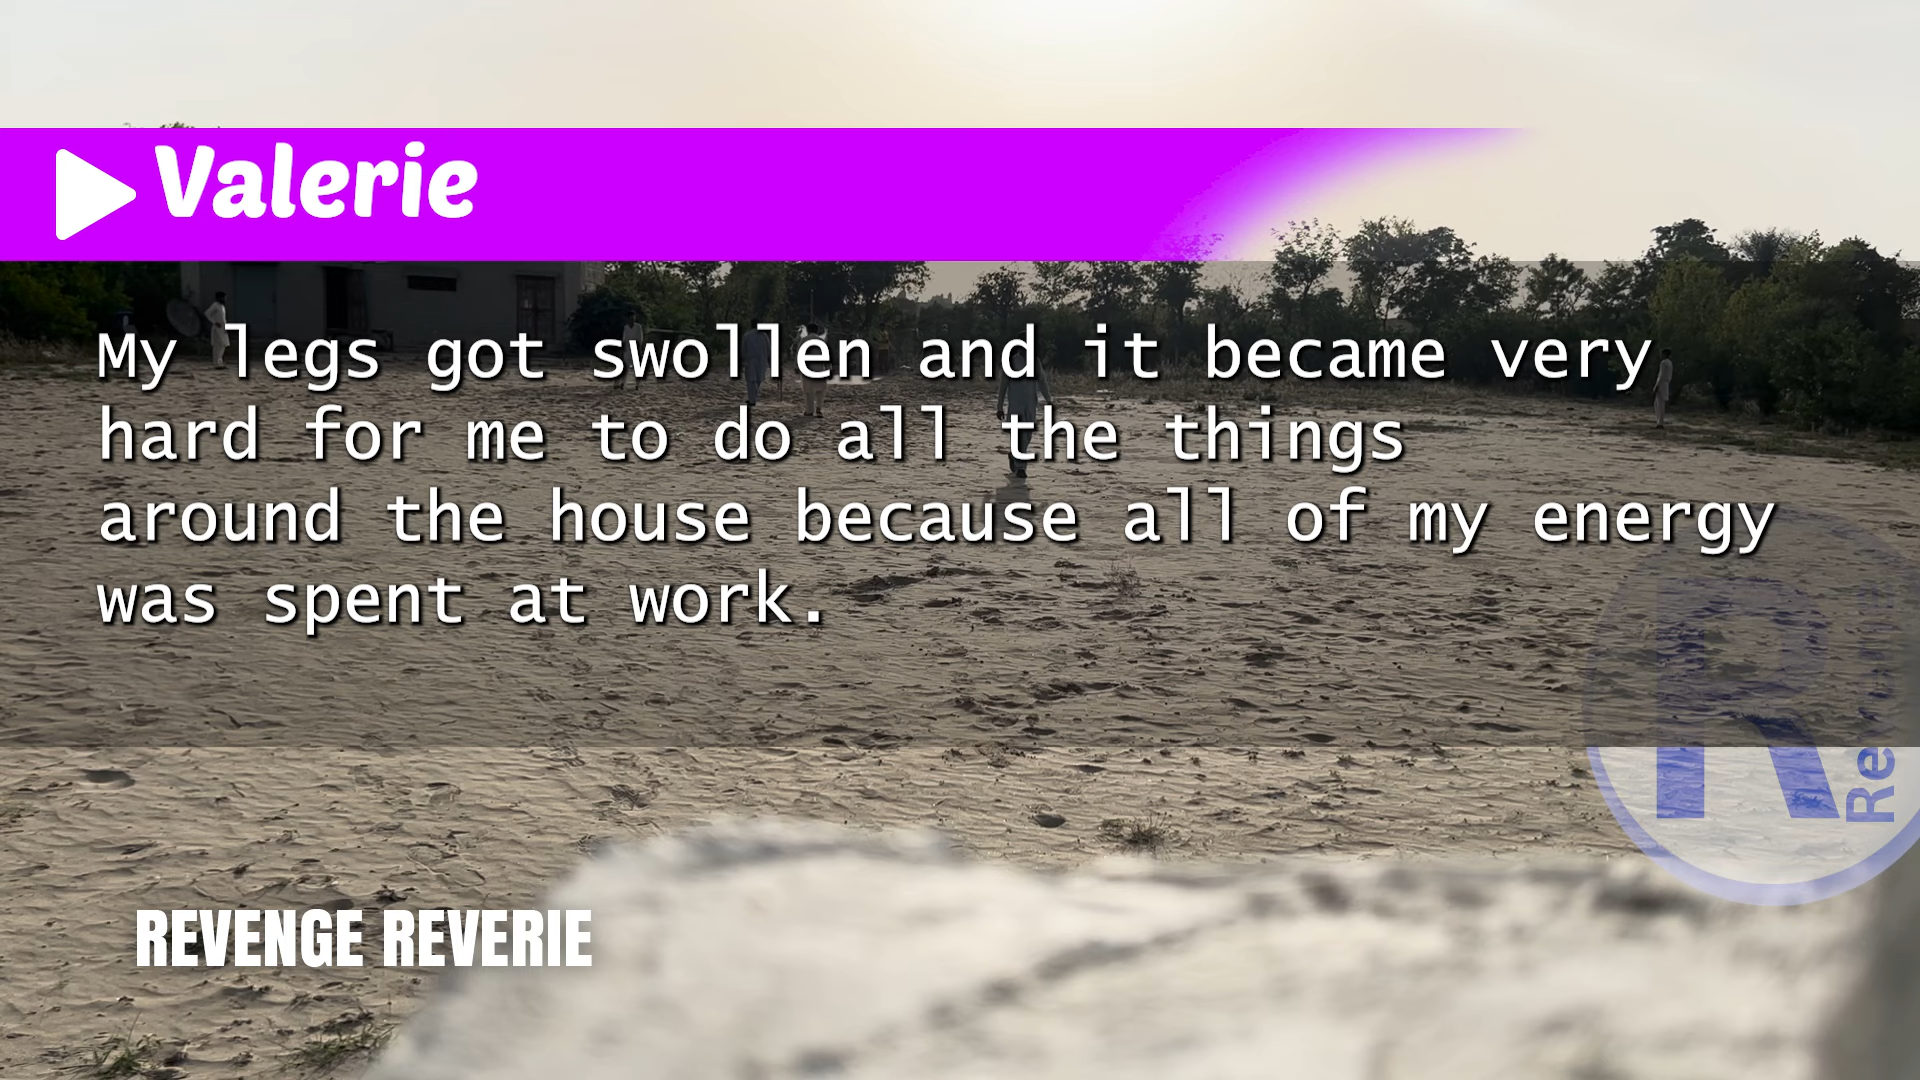 Valerie
My legs got swollen and it became very
hard for me to do all the things
around the house because all of my energy
was spent at work.
R
REVENGE REVERIE